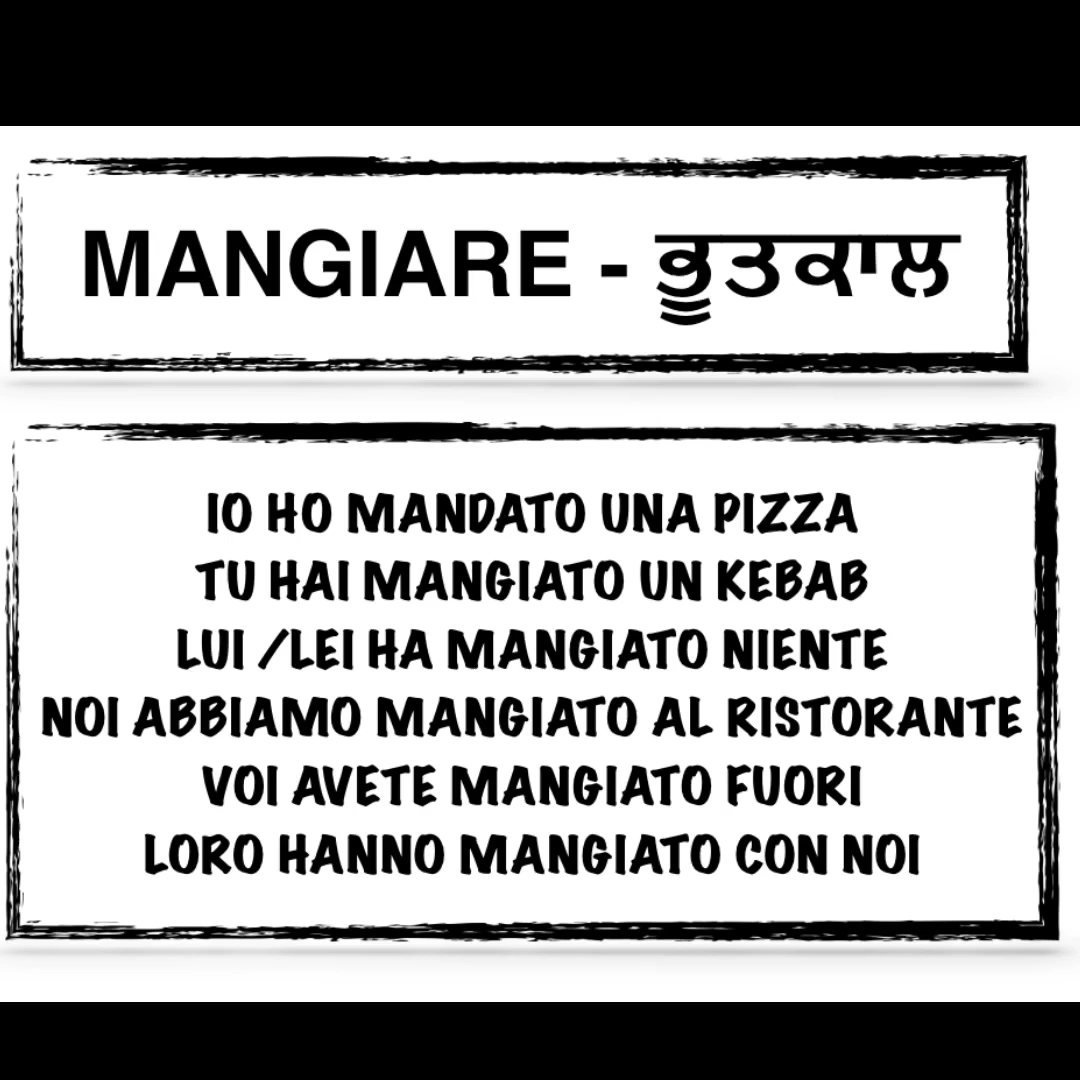 MANGIARE - ਭੂਤਕਾਲ
IO HO MANDATO UNA PIZZA
TU HAI MANGIATO UN KEBAB
LUI /LEI HA MANGIATO NIENTE
NOI ABBIAMO MANGIATO AL RISTORANTE
VOI AVETE MANGIATO FUORI
LORO HANNO MANGIATO CON NOI